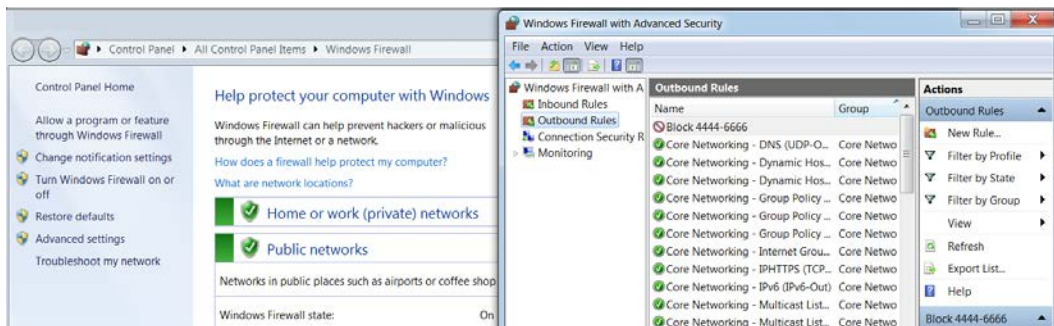 Control Panel ▸ All Control Panel Items ▸ Windows Firewall
Control Panel Home
Allow a program or feature
through Windows Firewall
Change notification settings
Turn Windows Firewall on or
off
Restore defaults
Advanced settings
Troubleshoot my network
Help protect your computer with Windows
Windows Firewall can help prevent hackers or malicious
through the Internet or a network.
How does a firewall help protect my computer?
What are network locations?
Home or work (private) networks
Public networks
Networks in public places such as airports or coffee shop
Windows Firewall state: On
Windows Firewall with Advanced Security
File Action View Help
Windows Firewall with A
Inbound Rules
Outbound Rules
Connection Security R
Monitoring
Outbound Rules
Name Group
Block 4444-6666
Core Networking - DNS (UDP-O... Core Netwo
Core Networking - Dynamic Hos... Core Netwo
Core Networking - Dynamic Hos... Core Netwo
Core Networking - Group Policy ... Core Netwo
Core Networking - Group Policy ... Core Netwo
Core Networking - Group Policy ... Core Netwo
Core Networking - Internet Grou... Core Netwo
Core Networking - IPHTTPS (TCP... Core Netwo
Core Networking - IPv6 (IPv6-Out) Core Netwo
Core Networking - Multicast List... Core Netwo
Core Networking - Multicast List... Core Netwo
Actions
Outbound Rules
New Rule...
Filter by Profile
Filter by State
Filter by Group
View
Refresh
Export List...
Help
Block 4444-6666